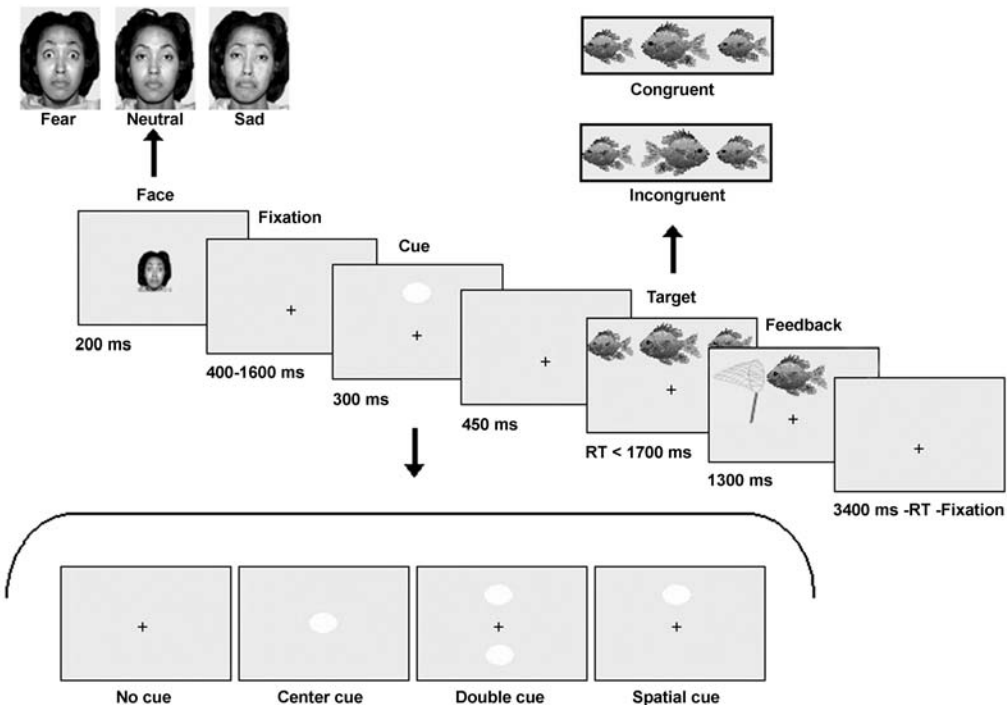 Fear
Neutral
Sad
Congruent
Incongruent
Face
Fixation
Cue
Target
Feedback
200 ms
400-1600 ms
300 ms
450 ms
RT < 1700 ms
1300 ms
3400 ms -RT -Fixation
No cue
Center cue
Double cue
Spatial cue